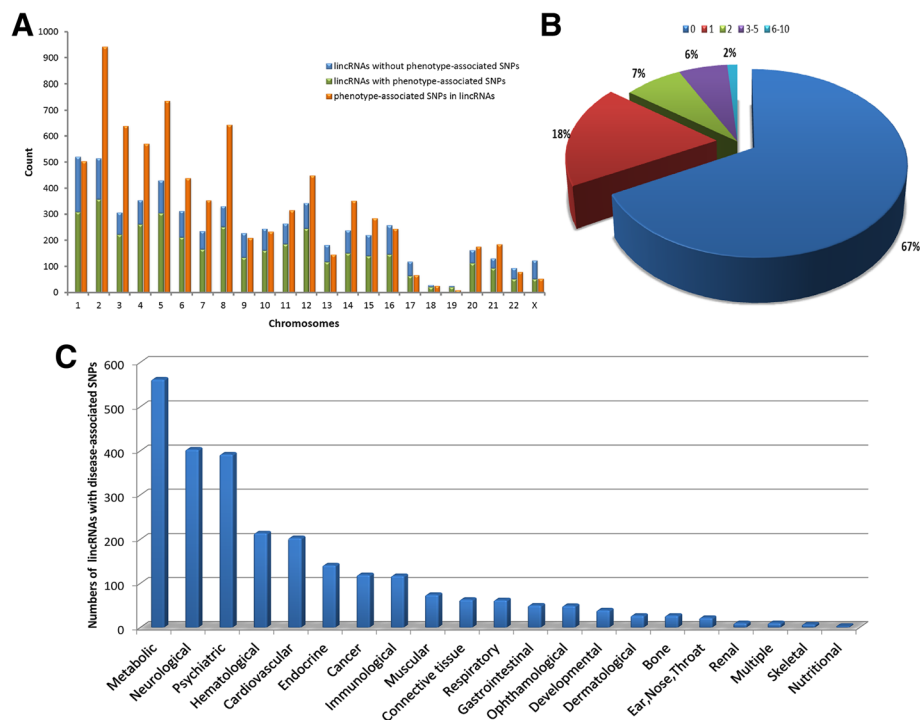 A
1000
900
800
700
600
500
400
300
200
100
0
Count
lincRNAs without phenotype-associated SNPs
lincRNAs with phenotype-associated SNPs
phenotype-associated SNPs in lincRNAs
1 2 3 4 5 6 7 8 9 10 11 12 13 14 15 16 17 18 19 20 21 22 X
Chromosomes
B
0 1 2 3-5 6-10
2%
6%
7%
18%
67%
C
600
500
400
300
200
100
0
Numbers of lincRNAs with disease-associated SNPs
Metabolic
Neurological
Psychiatric
Hematological
Cardiovascular
Endocrine
Cancer
Immunological
Muscular
Connective tissue
Respiratory
Gastrointestinal
Ophthamological
Developmental
Dermatological
Bone
Ear,Nose,Throat
Renal
Multiple
Skeletal
Nutritional